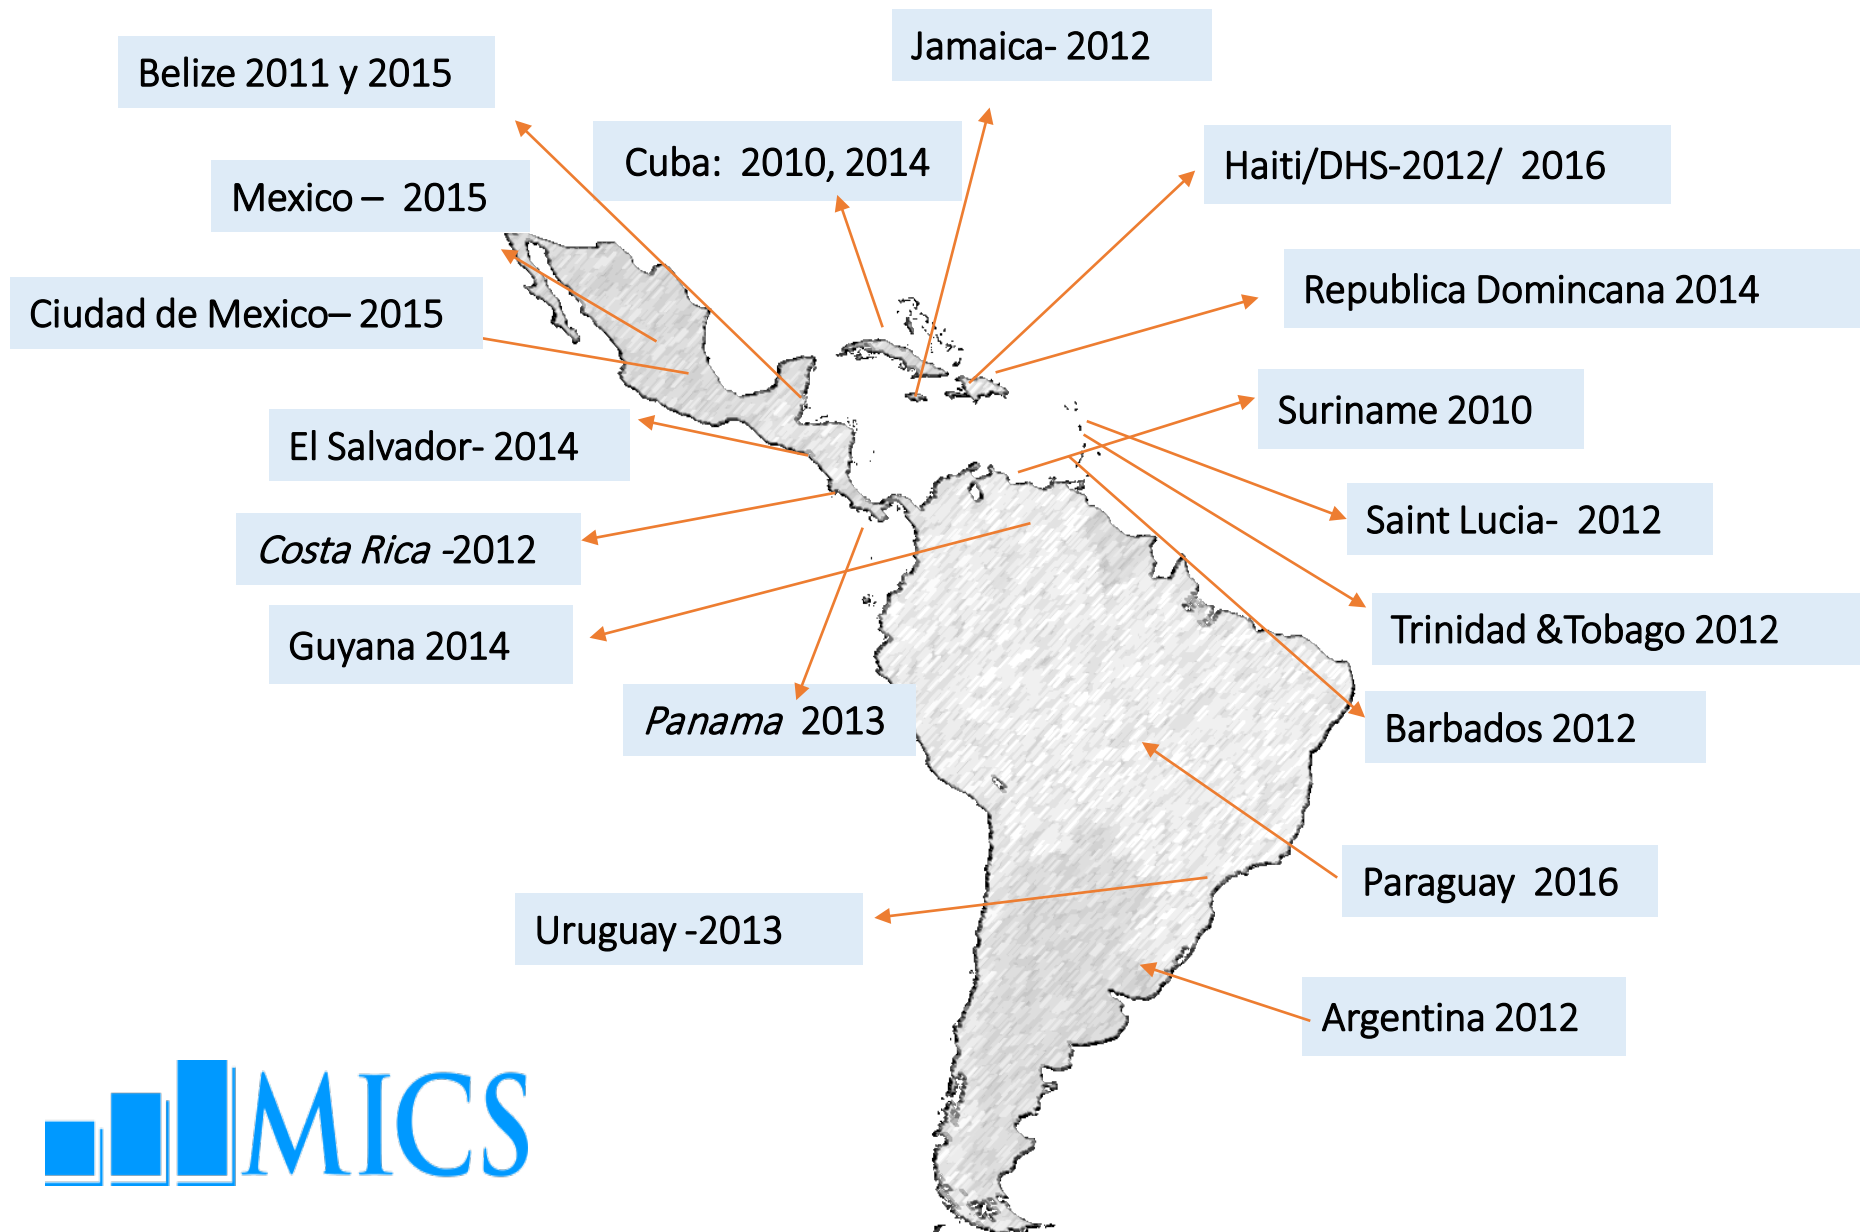 Jamaica- 2012
Belize 2011 y 2015
Cuba: 2010, 2014
Haiti/DHS-2012/ 2016
Mexico – 2015
Republica Domincana 2014
Ciudad de Mexico– 2015
Suriname 2010
El Salvador- 2014
Saint Lucia- 2012
Costa Rica -2012
Guyana 2014
Trinidad &Tobago 2012
Panama 2013
Barbados 2012
Paraguay 2016
Uruguay -2013
Argentina 2012
MICS